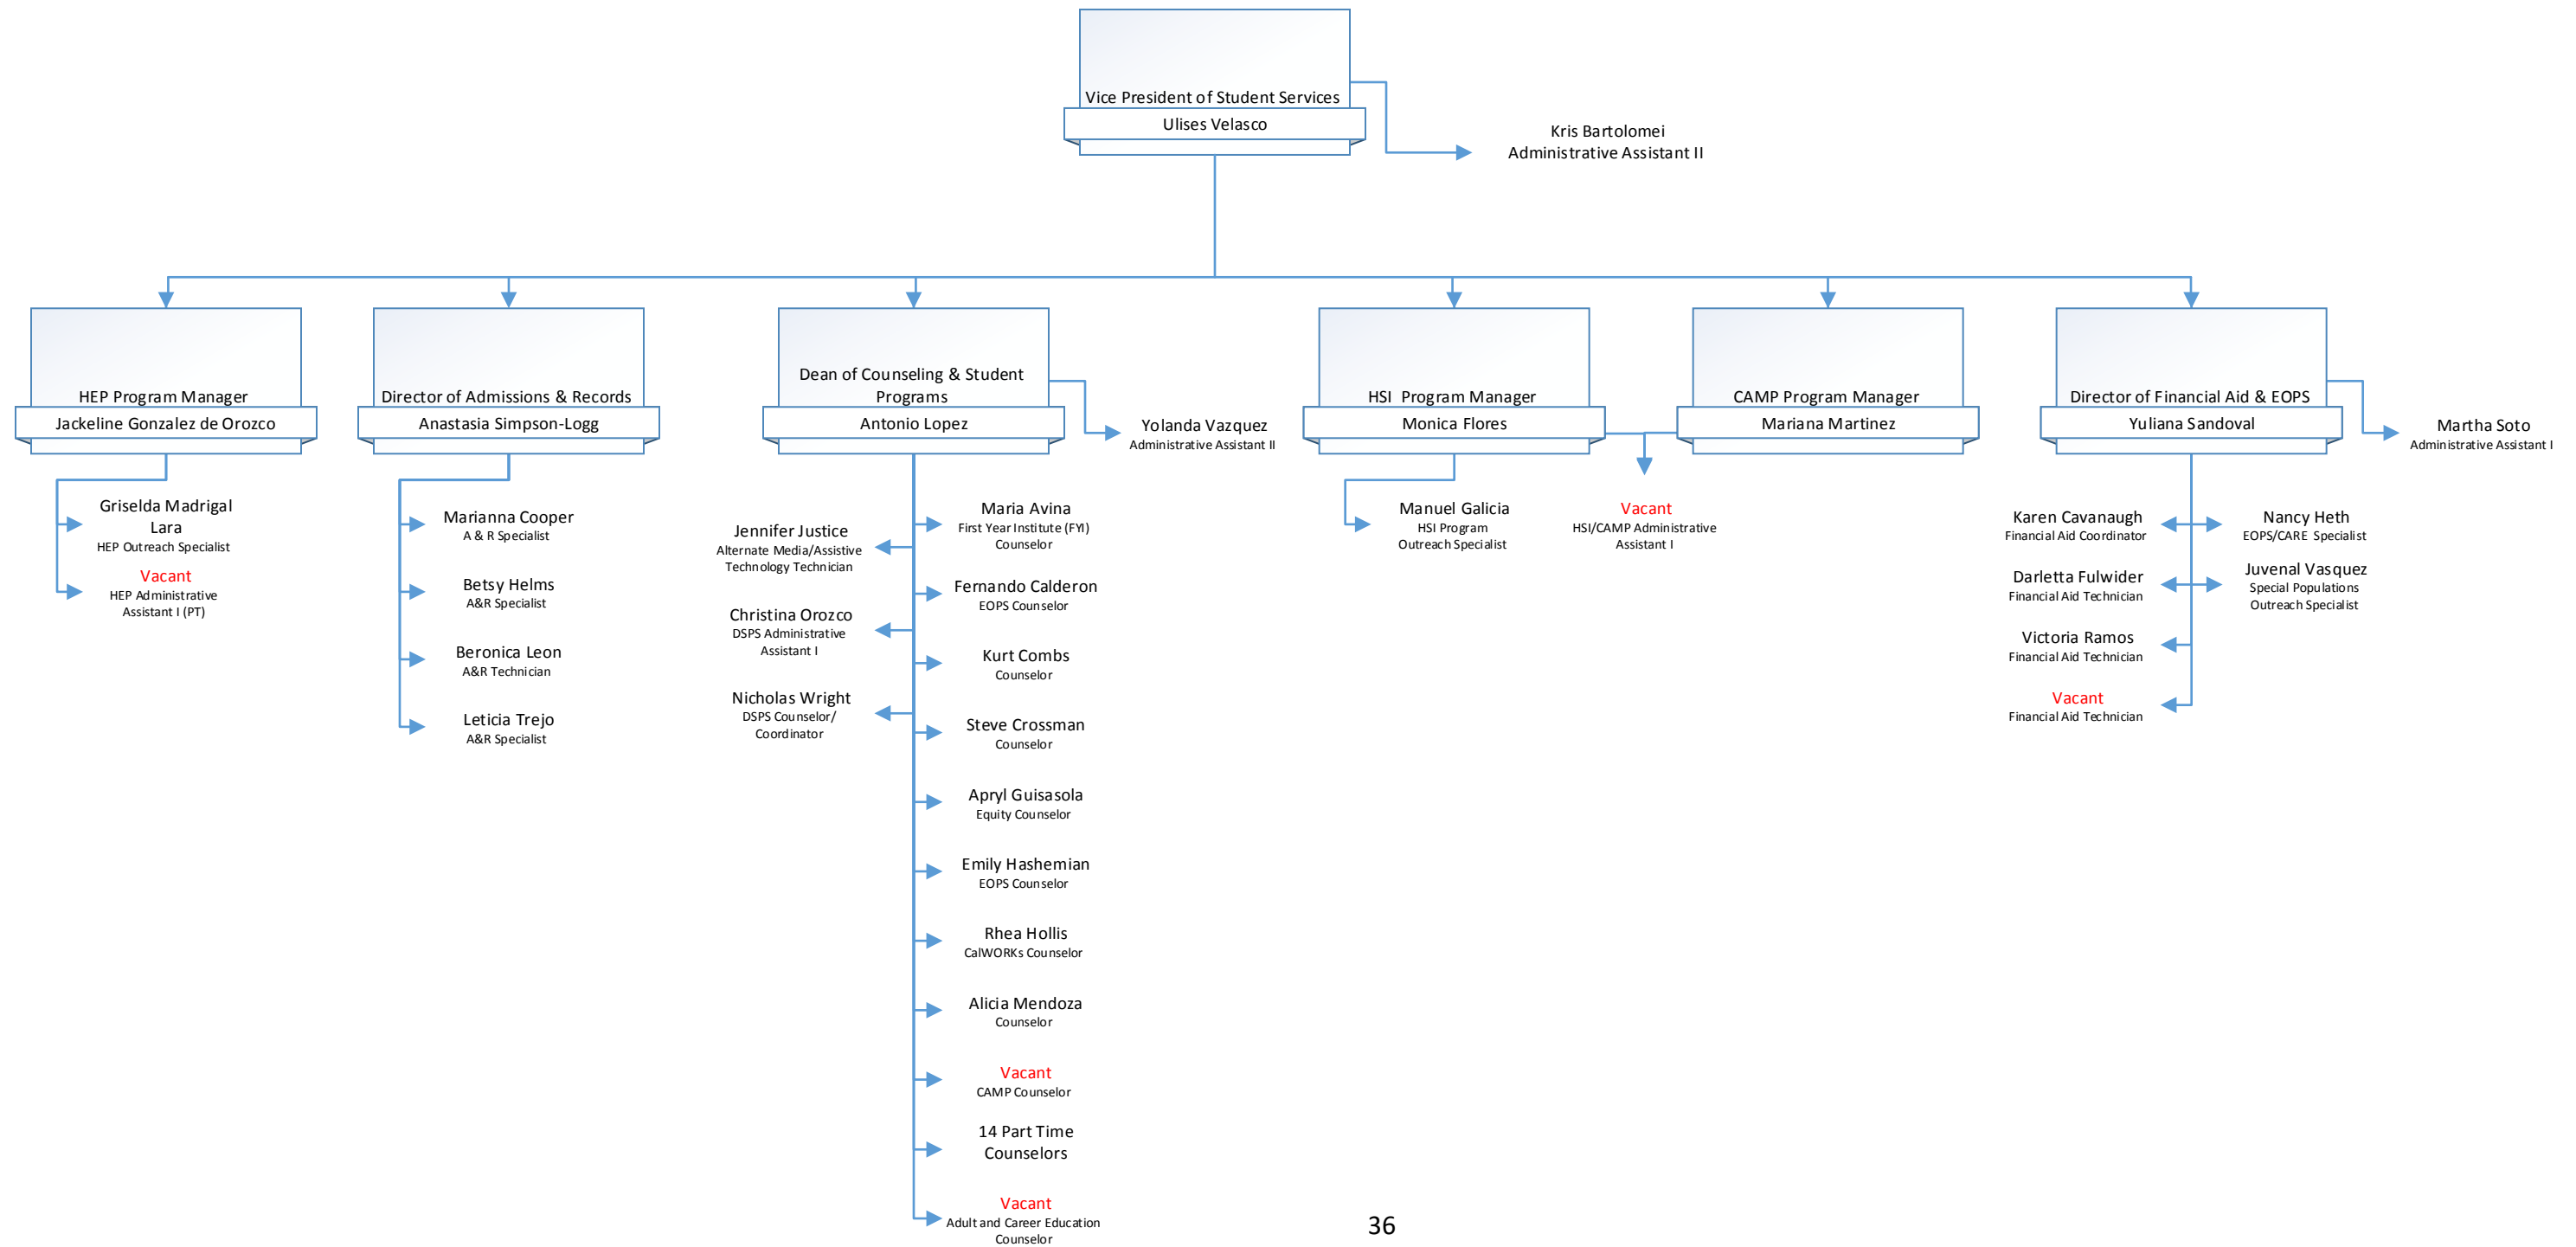 Vice President of Student Services
Ulises Velasco
Kris Bartolomei
Administrative Assistant II
HEP Program Manager
Jackeline Gonzalez de Orozco
Griselda Madrigal
Lara
HEP Outreach Specialist
Vacant
HEP Administrative
Assistant I (PT)
Director of Admissions & Records
Anastasia Simpson-Logg
Marianna Cooper
A & R Specialist
Betsy Helms
A&R Specialist
Beronica Leon
A&R Technician
Leticia Trejo
A&R Specialist
Dean of Counseling & Student
Programs
Antonio Lopez
Yolanda Vazquez
Administrative Assistant II
Jennifer Justice
Alternate Media/Assistive
Technology Technician
Christina Orozco
DSPS Administrative
Assistant I
Nicholas Wright
DSPS Counselor/
Coordinator
Maria Avina
First Year Institute (FYI)
Counselor
Fernando Calderon
EOPS Counselor
Kurt Combs
Counselor
Steve Crossman
Counselor
Apryl Guisasola
Equity Counselor
Emily Hashemian
EOPS Counselor
Rhea Hollis
CalWORKs Counselor
Alicia Mendoza
Counselor
Vacant
CAMP Counselor
14 Part Time
Counselors
Vacant
Adult and Career Education
Counselor
HSI Program Manager
Monica Flores
Manuel Galicia
HSI Program
Outreach Specialist
Vacant
HSI/CAMP Administrative
Assistant I
CAMP Program Manager
Mariana Martinez
Director of Financial Aid & EOPS
Yuliana Sandoval
Martha Soto
Administrative Assistant I
Karen Cavanaugh
Financial Aid Coordinator
Darletta Fulwider
Financial Aid Technician
Victoria Ramos
Financial Aid Technician
Vacant
Financial Aid Technician
Nancy Heth
EOPS/CARE Specialist
Juvenal Vasquez
Special Populations
Outreach Specialist
36